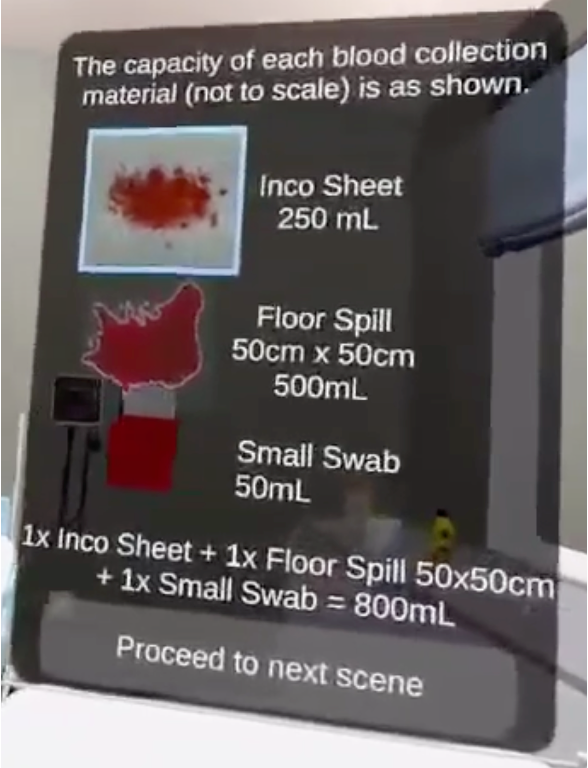 The capacity of each blood collection
material (not to scale) is as shown.
Inco Sheet
250 mL
Floor Spill
50cm x 50cm
500mL
Small Swab
50mL
1x Inco Sheet + 1x Floor Spill 50x50cm
+ 1x Small Swab = 800mL
Proceed to next scene